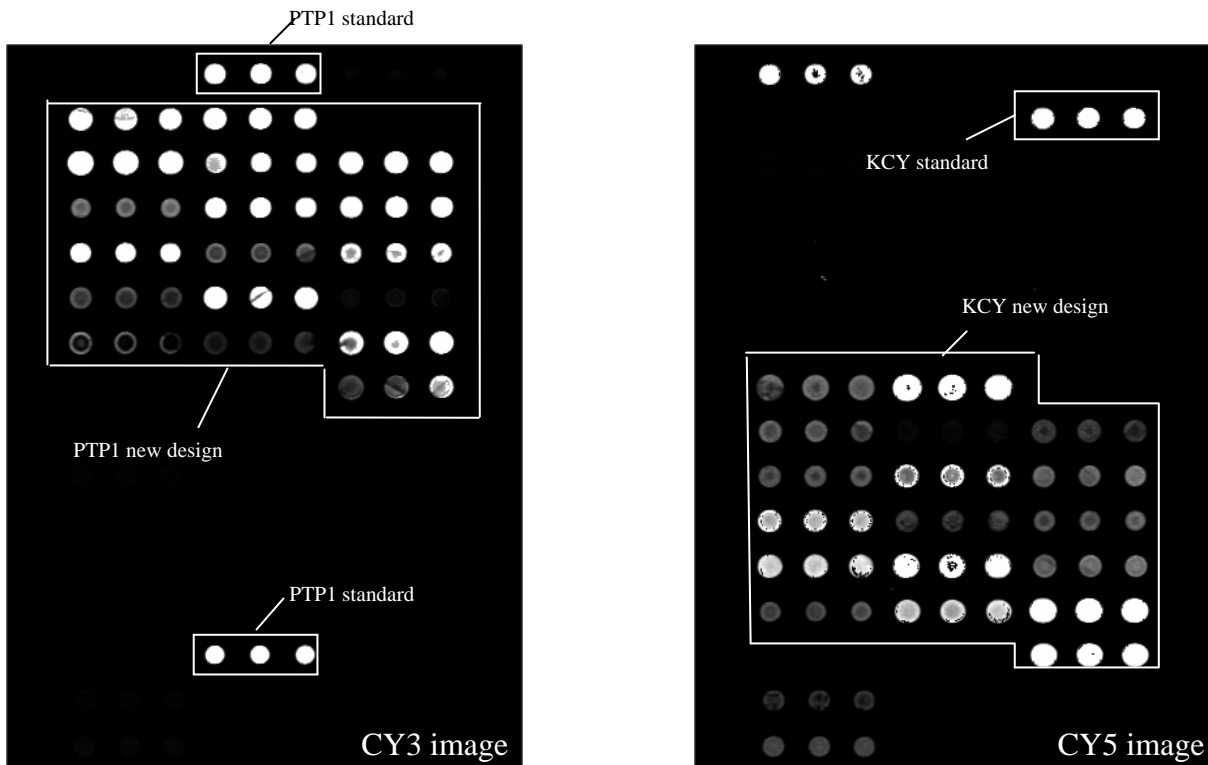 PTP1 standard
KCY standard
KCY new design
PTP1 new design
PTP1 standard
CY3 image
CY5 image